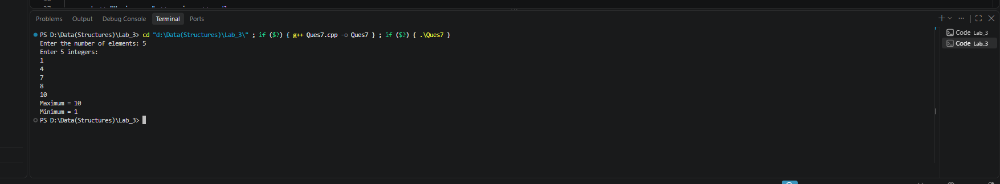 Problems Output Debug Console Terminal Ports
PS D:\Data(Structures)\Lab_3> cd "d:\Data(Structures)\Lab_3\" ; if ($?) { g++ Ques7.cpp -o Ques7 } ; if ($?) { .\Ques7 }
Enter the number of elements: 5
Enter 5 integers:
1
4
7
8
10
Maximum = 10
Minimum = 1
PS D:\Data(Structures)\Lab_3>
Code Lab_3
Code Lab_3